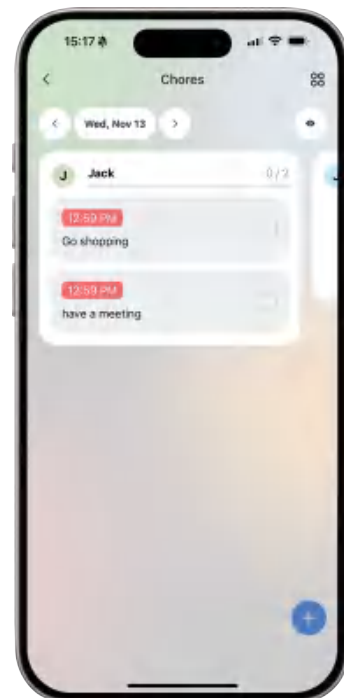 15:17
Chores
Wed, Nov 13
J
Jack
0/2
12:59 PM
Go shopping
12:59 PM
have a meeting